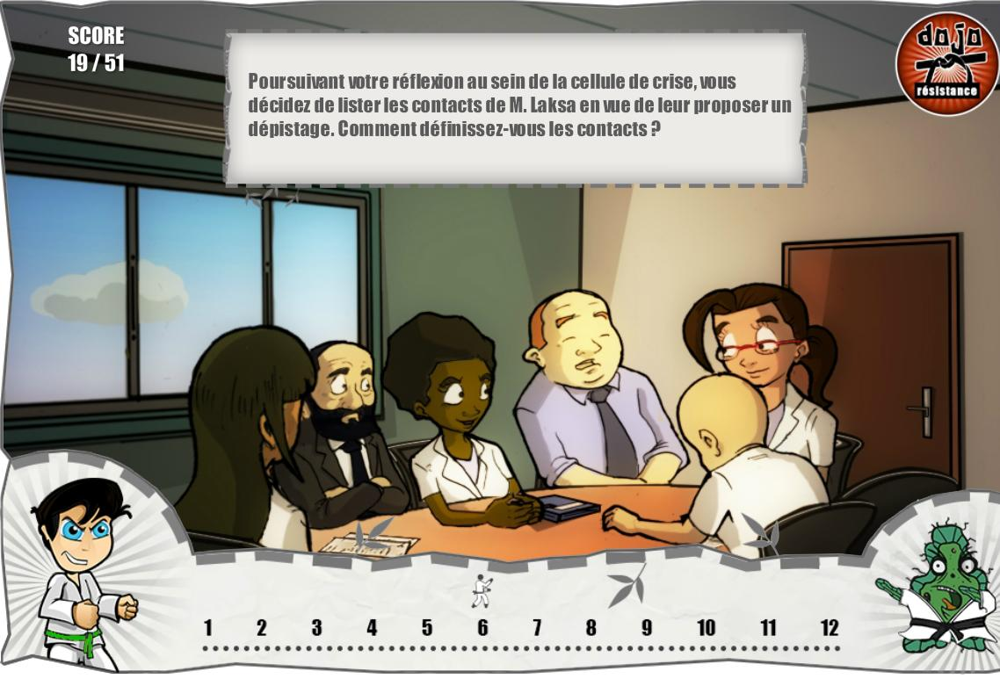 SCORE
19 / 51
Poursuivant votre réflexion au sein de la cellule de crise, vous
décidez de lister les contacts de M. Laksa en vue de leur proposer un
dépistage. Comment définissez-vous les contacts ?
dojo
résistance
1 2 3 4 5 6 7 8 9 10 11 12